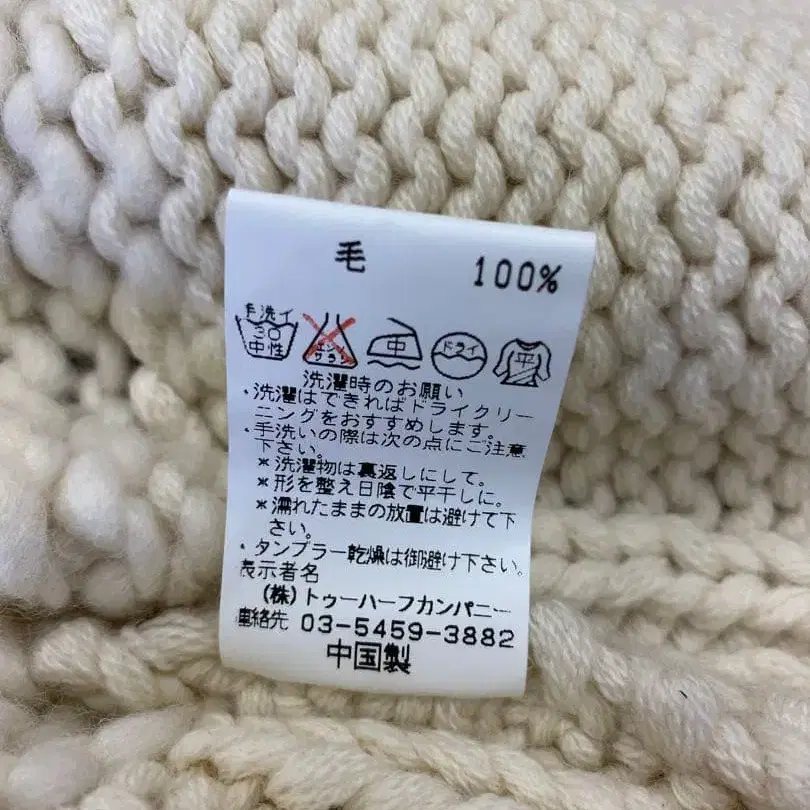 毛 100%
手洗イ
30
中性
エンソ
サラシ
中
ドライ
平
洗濯時のお願い
・洗濯はできればドライクリー
ニングをおすすめします。
・手洗いの際は次の点にご注意
下さい。
*洗濯物は裏返しにして。
*形を整え日陰で平干しに。
*濡れたままの放置は避けて下
さい。
・タンブラー乾燥は御避け下さい。
表示者名
(株)トゥーハーフカンパニー
連絡先 03-5459-3882
中国製